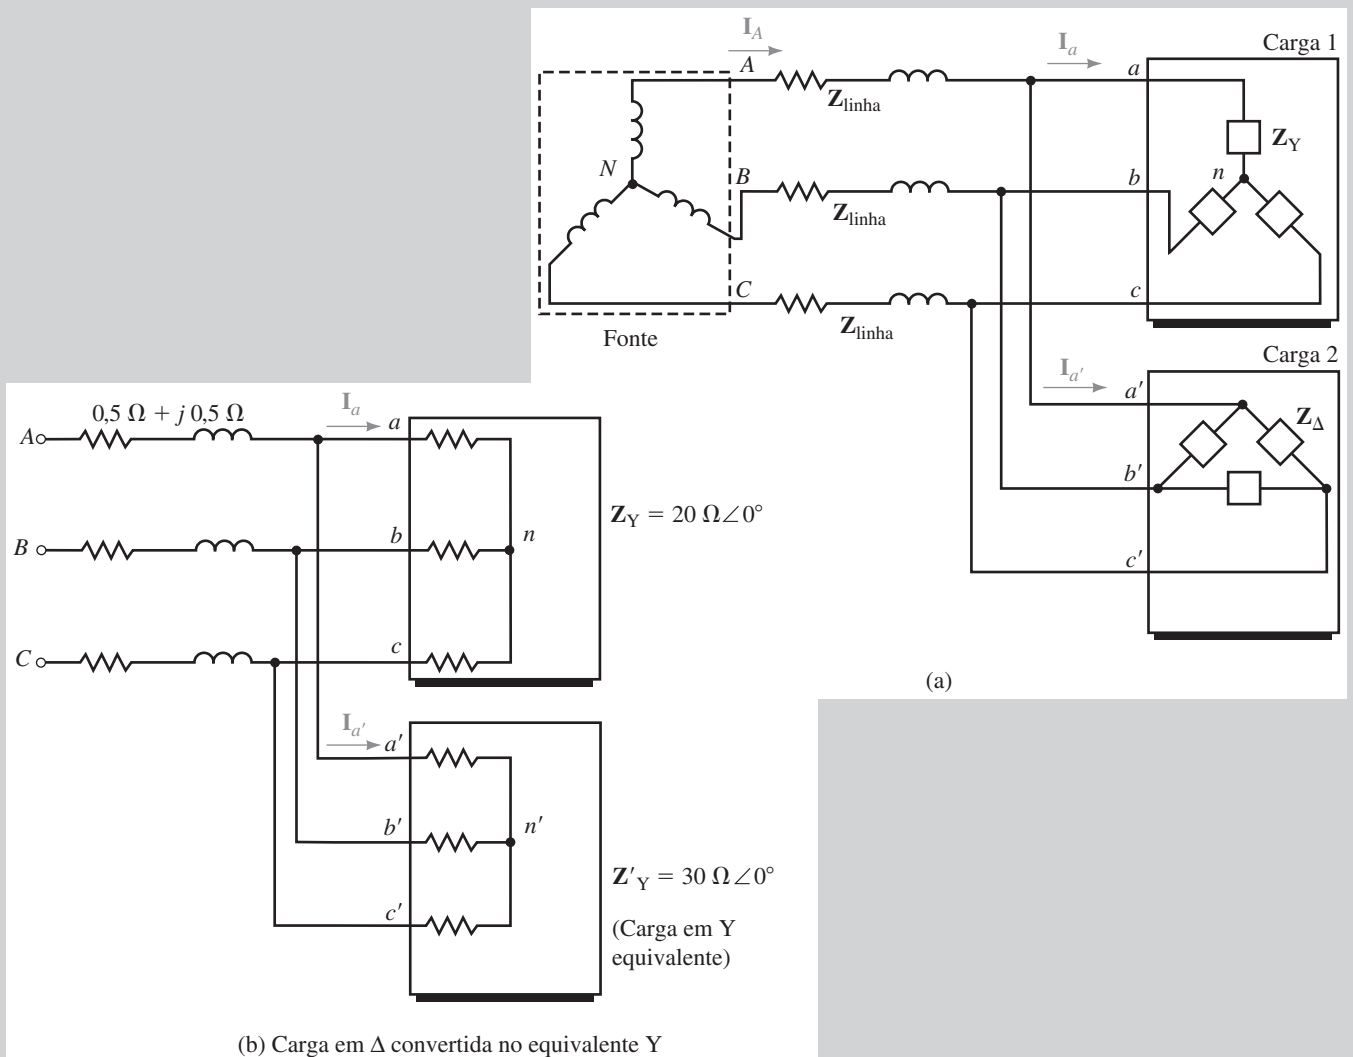 I_A
I_a
Carga 1
A
a
Z_linha
Z_Y
N
B
b
n
Z_linha
C
c
Z_linha
Fonte
Carga 2
I_a′
a′
Z_Δ
b′
c′
(a)
0,5 Ω + j 0,5 Ω
I_a
A
a
Z_Y = 20 Ω∠0°
B
b
n
C
c
I_a′
a′
b′
n′
Z′_Y = 30 Ω∠0°
c′
(Carga em Y
equivalente)
(b) Carga em Δ convertida no equivalente Y